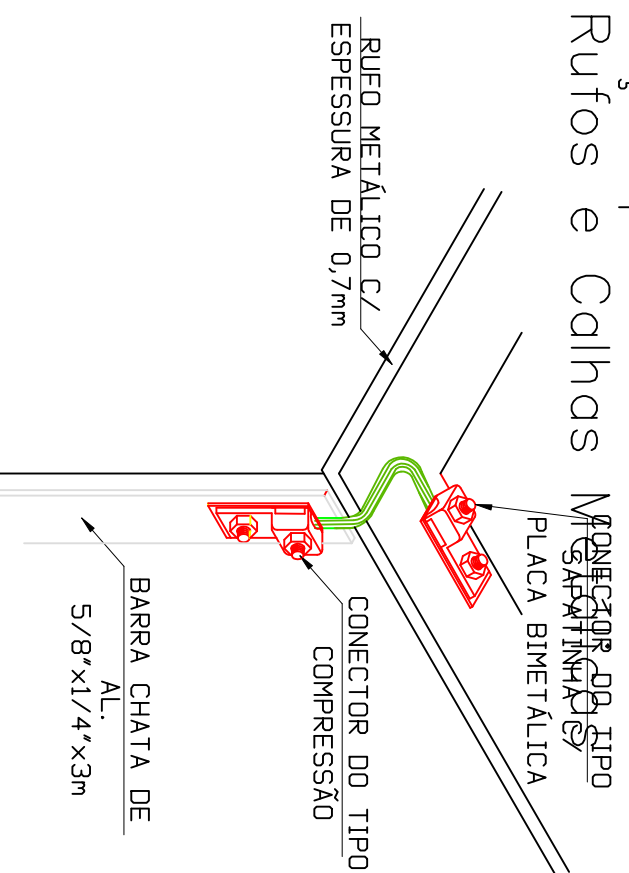 Rufos e Calhas Metálicas
CONECTOR DO TIPO
SAPATINHA C/
PLACA BIMETÁLICA
RUFO METÁLICO C/
ESPESSURA DE 0,7mm
CONECTOR DO TIPO
COMPRESSÃO
BARRA CHATA DE
AL.
5/8"x1/4"x3m